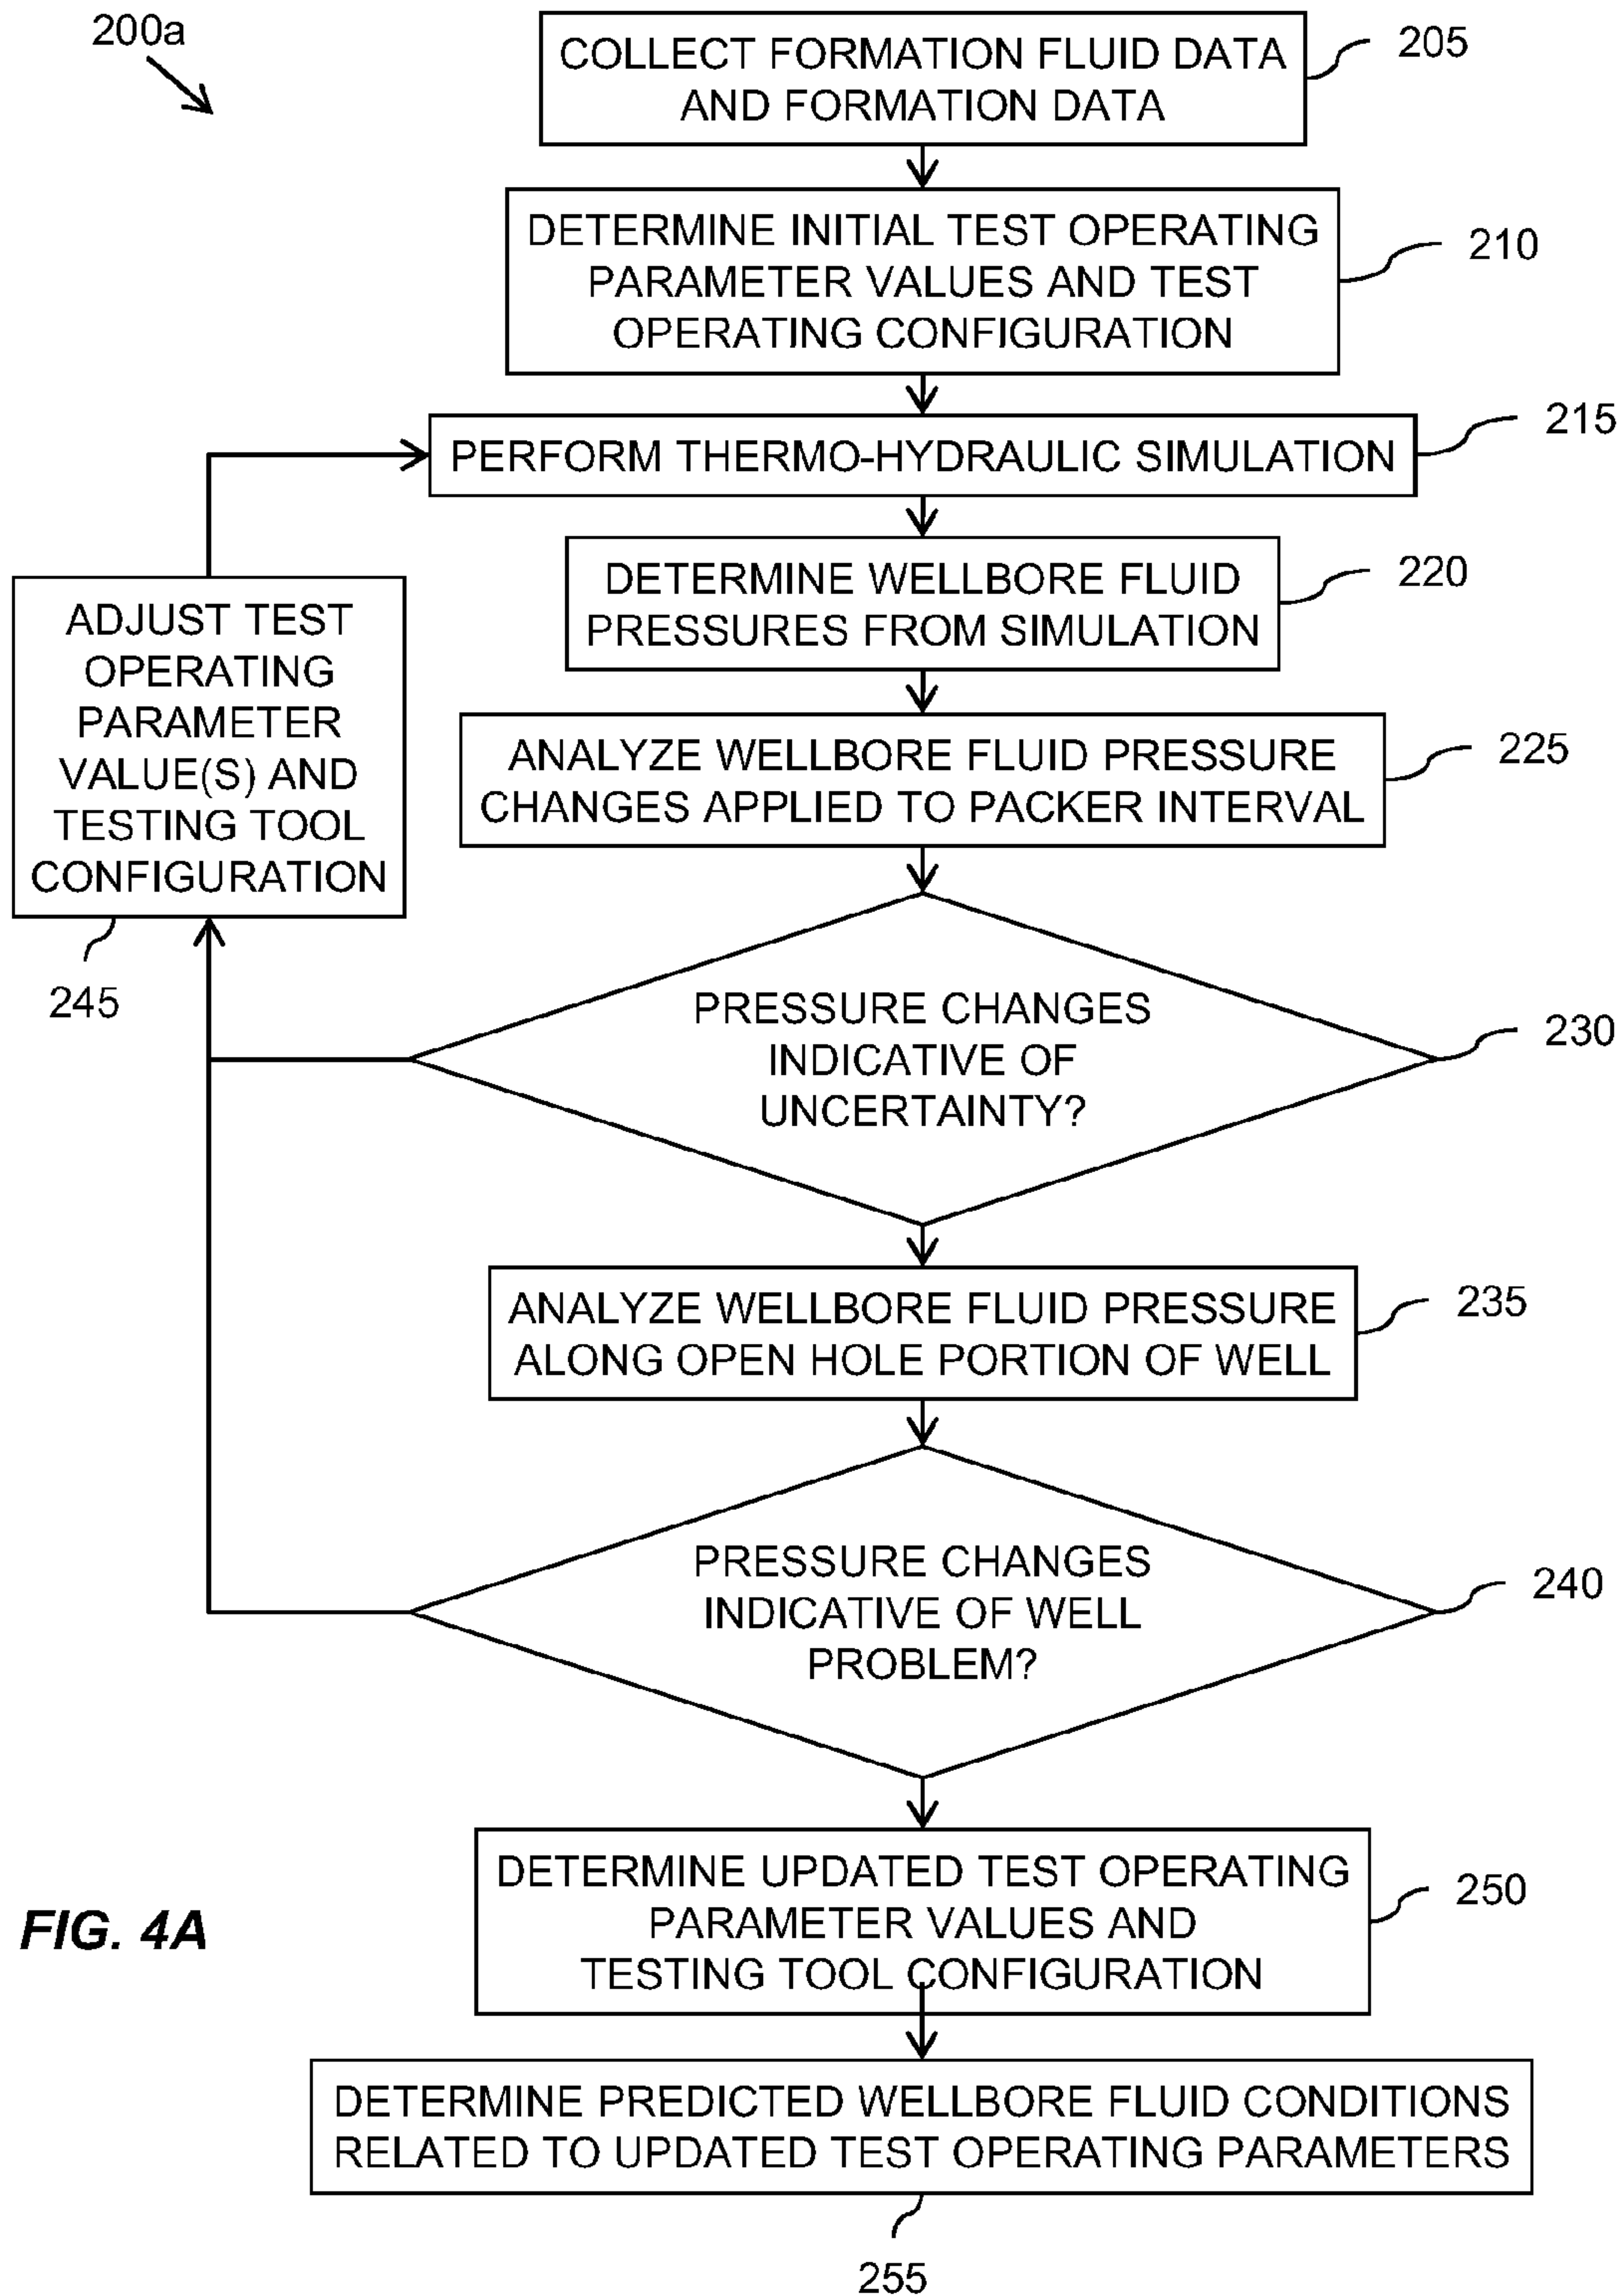 200a
COLLECT FORMATION FLUID DATA
AND FORMATION DATA
205
DETERMINE INITIAL TEST OPERATING
PARAMETER VALUES AND TEST
OPERATING CONFIGURATION
210
PERFORM THERMO-HYDRAULIC SIMULATION
215
DETERMINE WELLBORE FLUID
PRESSURES FROM SIMULATION
220
ADJUST TEST
OPERATING
PARAMETER
VALUE(S) AND
TESTING TOOL
CONFIGURATION
245
ANALYZE WELLBORE FLUID PRESSURE
CHANGES APPLIED TO PACKER INTERVAL
225
PRESSURE CHANGES
INDICATIVE OF
UNCERTAINTY?
230
ANALYZE WELLBORE FLUID PRESSURE
ALONG OPEN HOLE PORTION OF WELL
235
PRESSURE CHANGES
INDICATIVE OF WELL
PROBLEM?
240
DETERMINE UPDATED TEST OPERATING
PARAMETER VALUES AND
TESTING TOOL CONFIGURATION
250
FIG. 4A
DETERMINE PREDICTED WELLBORE FLUID CONDITIONS
RELATED TO UPDATED TEST OPERATING PARAMETERS
255